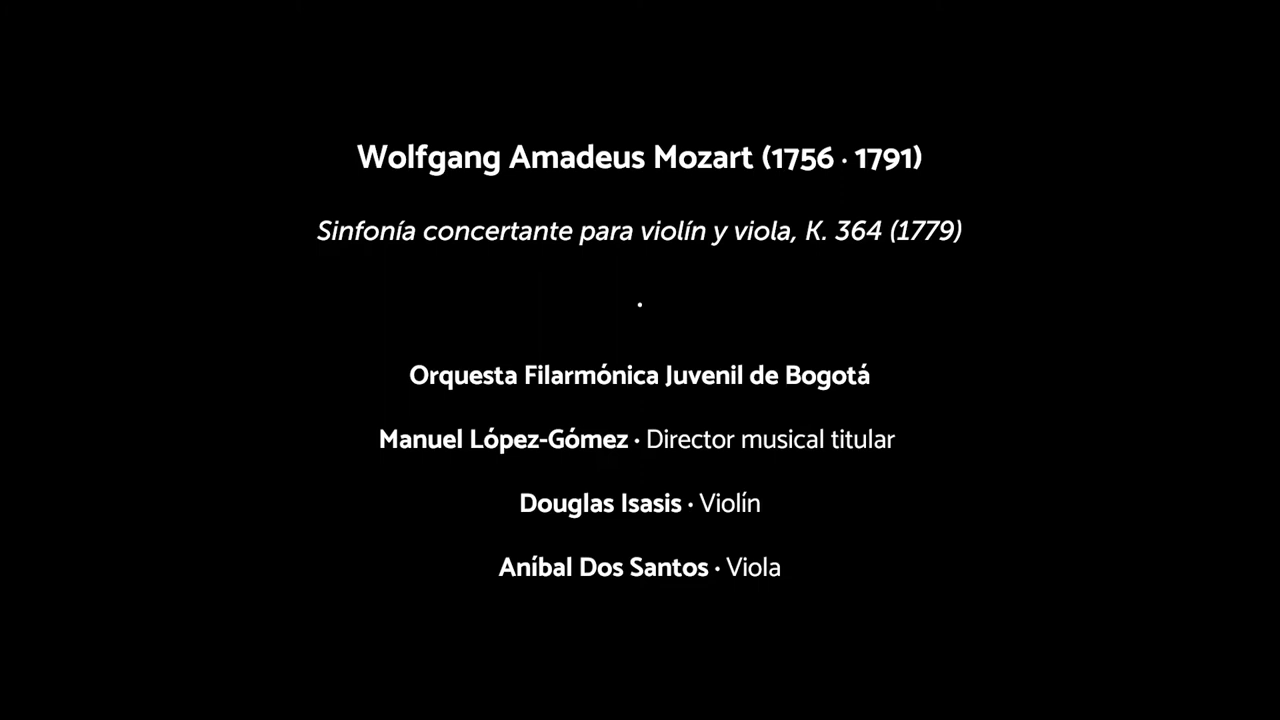 Wolfgang Amadeus Mozart (1756 · 1791)
Sinfonía concertante para violín y viola, K. 364 (1779)
·
Orquesta Filarmónica Juvenil de Bogotá
Manuel López-Gómez · Director musical titular
Douglas Isasis · Violín
Aníbal Dos Santos · Viola